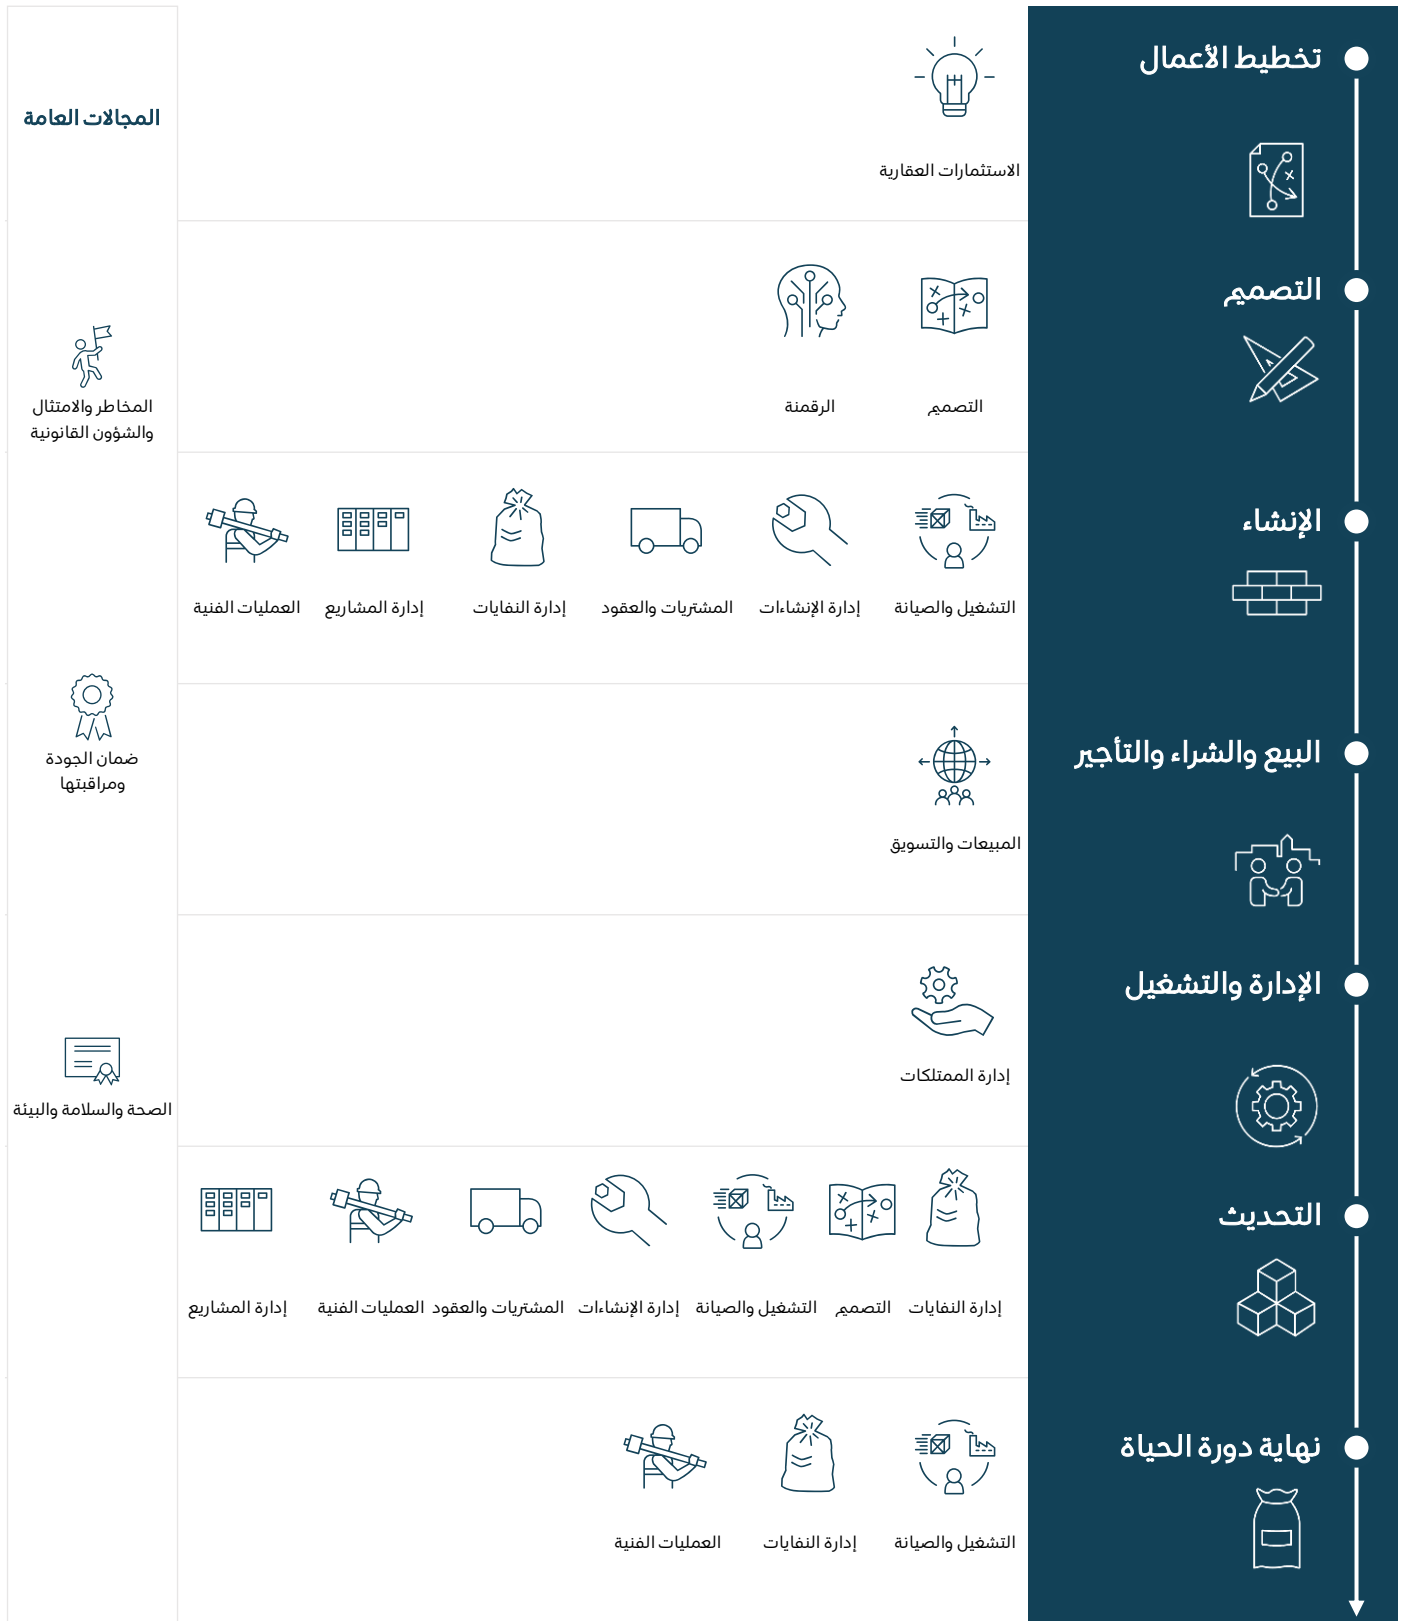 تخطيط الأعمال
الاستثمارات العقارية
التصميم
التصميم
الرقمنة
الإنشاء
التشغيل والصيانة
إدارة الإنشاءات
المشتريات والعقود
إدارة النفايات
إدارة المشاريع
العمليات الفنية
البيع والشراء والتأجير
المبيعات والتسويق
الإدارة والتشغيل
إدارة الممتلكات
التحديث
إدارة النفايات
التصميم
التشغيل والصيانة
إدارة الإنشاءات
المشتريات والعقود
العمليات الفنية
إدارة المشاريع
نهاية دورة الحياة
التشغيل والصيانة
إدارة النفايات
العمليات الفنية
المجالات العامة
المخاطر والامتثال
والشؤون القانونية
ضمان الجودة
ومراقبتها
الصحة والسلامة والبيئة